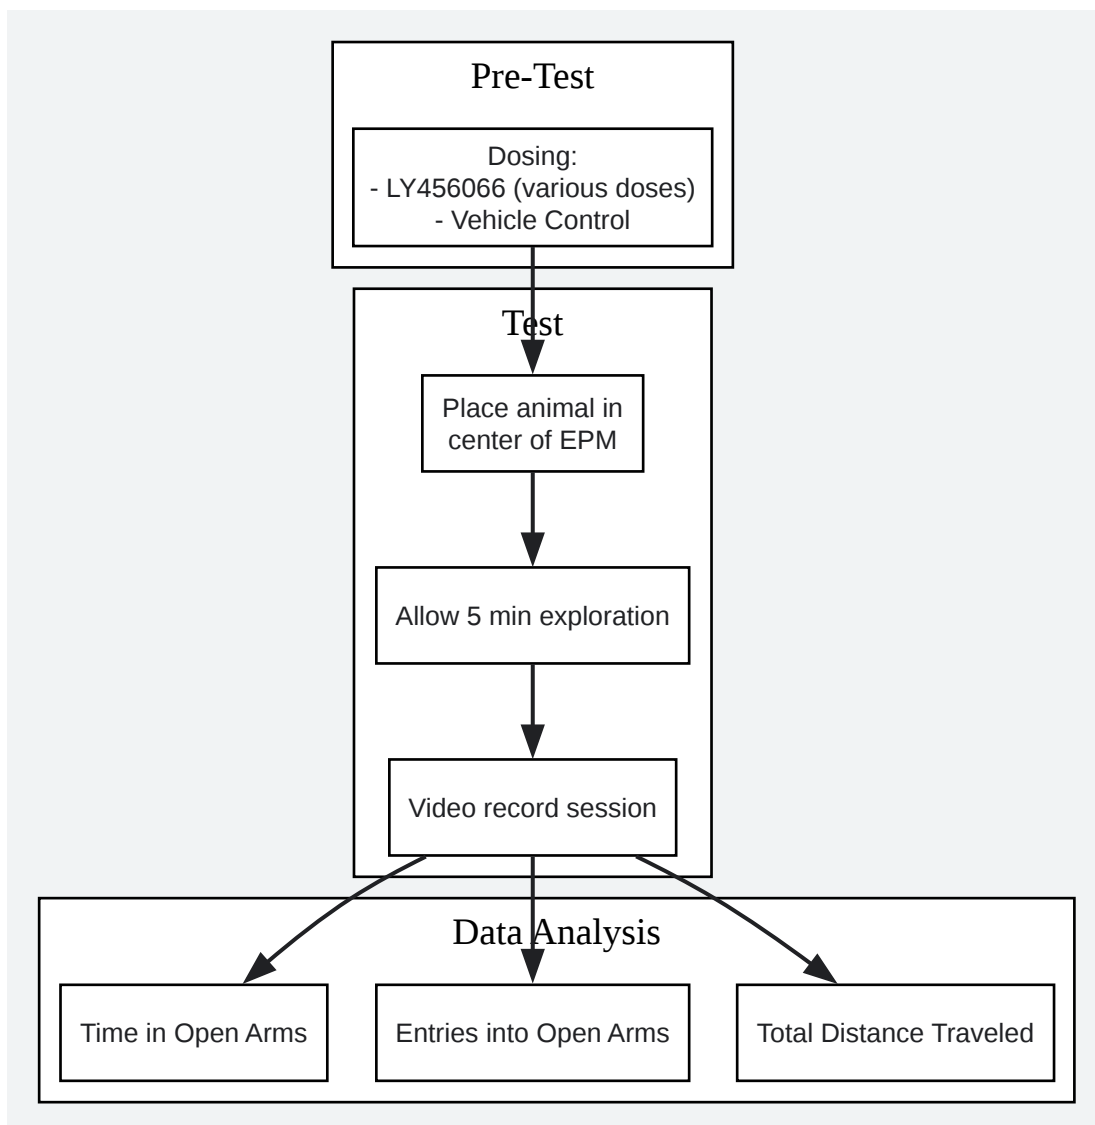 Pre-Test
Dosing:
- LY456066 (various doses)
- Vehicle Control
Test
Place animal in
center of EPM
Allow 5 min exploration
Video record session
Data Analysis
Time in Open Arms
Entries into Open Arms
Total Distance Traveled